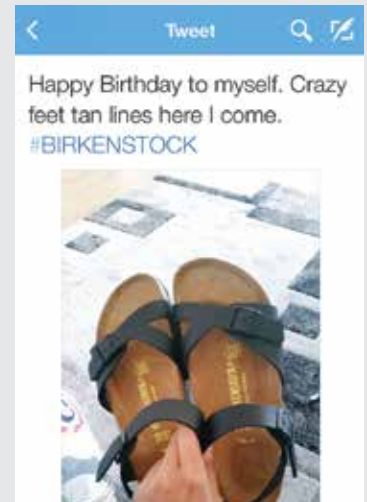 Tweet
Happy Birthday to myself. Crazy
feet tan lines here I come.
#BIRKENSTOCK